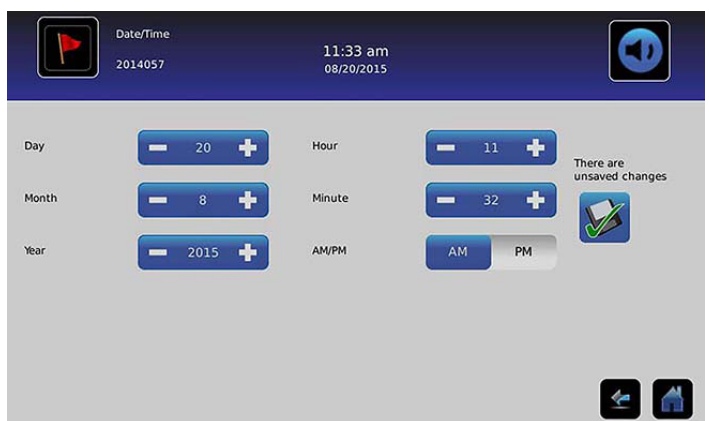 Date/Time
2014057
11:33 am
08/20/2015
Day
20
Hour
11
There are
unsaved changes
Month
8
Minute
32
Year
2015
AM/PM
AM
PM